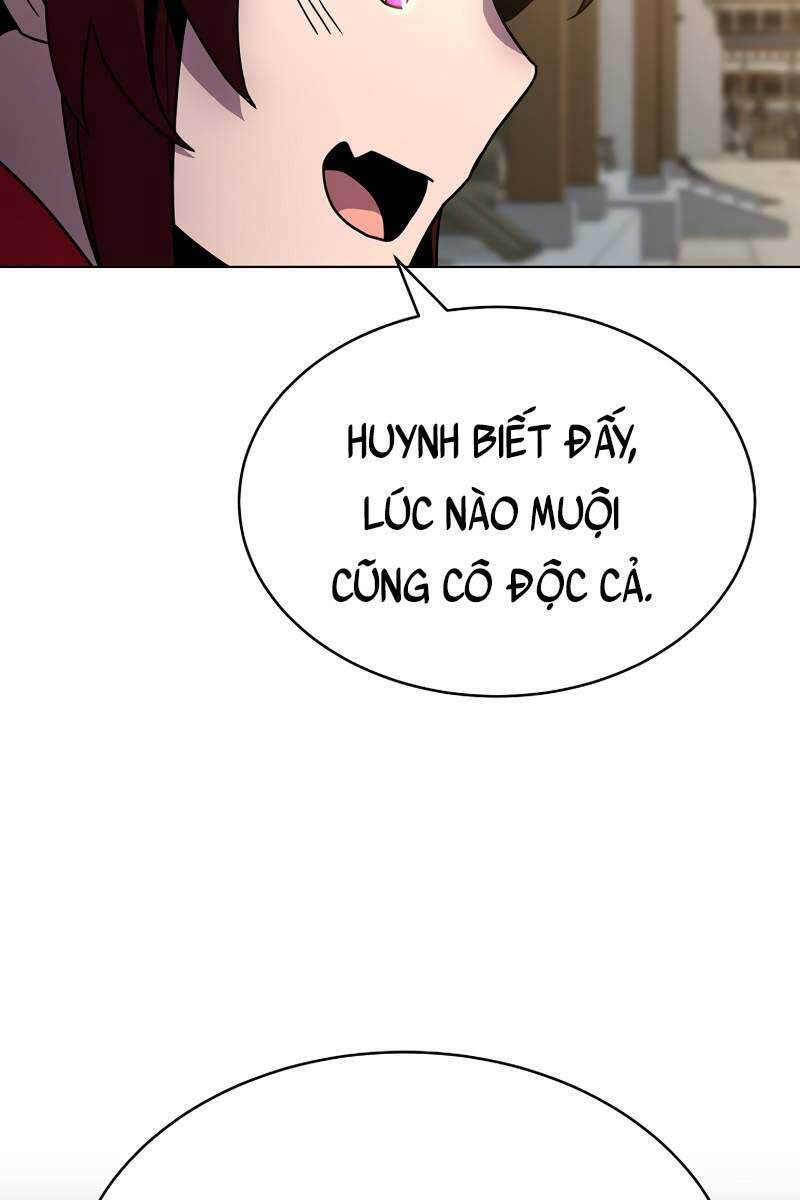 HUYNH BIẾT ĐẤY,
LÚC NÀO MUỘI
CŨNG CÔ ĐỘC CẢ.